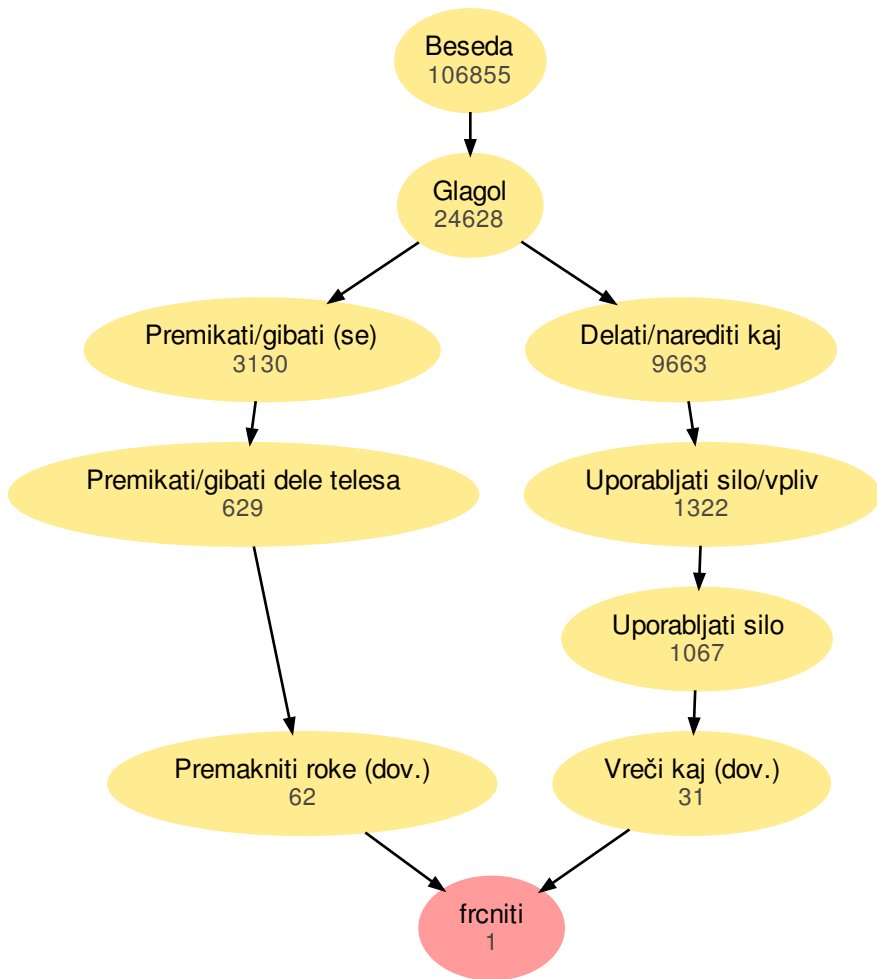 Beseda
106855
Glagol
24628
Premikati/gibati (se)
3130
Delati/narediti kaj
9663
Premikati/gibati dele telesa
629
Uporabljati silo/vpliv
1322
Uporabljati silo
1067
Premakniti roke (dov.)
62
Vreči kaj (dov.)
31
frcniti
1